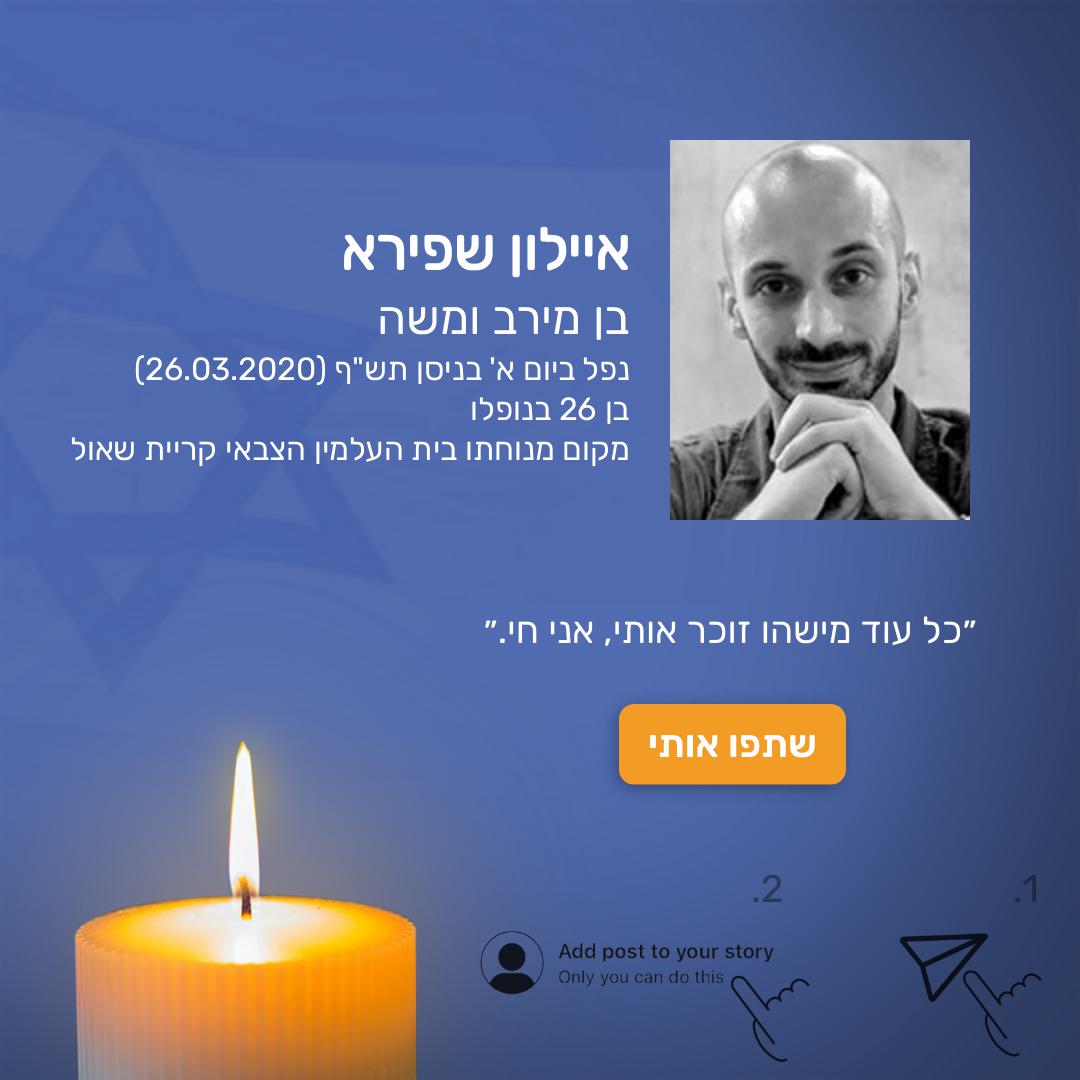 איילון שפירא
בן מירב ומשה
נפל ביום א' בניסן תש"ף (26.03.2020)
בן 26 בנופלו
מקום מנוחתו בית העלמין הצבאי קריית שאול
״כל עוד מישהו זוכר אותי, אני חי.״
שתפו אותי
.1
.2
Add post to your story
Only you can do this